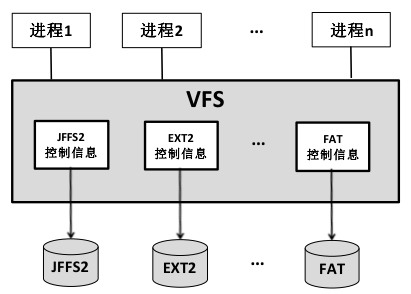 进程1 进程2 ... 进程n
VFS
JFFS2 EXT2 ... FAT
控制信息 控制信息 控制信息
JFFS2 EXT2 ... FAT